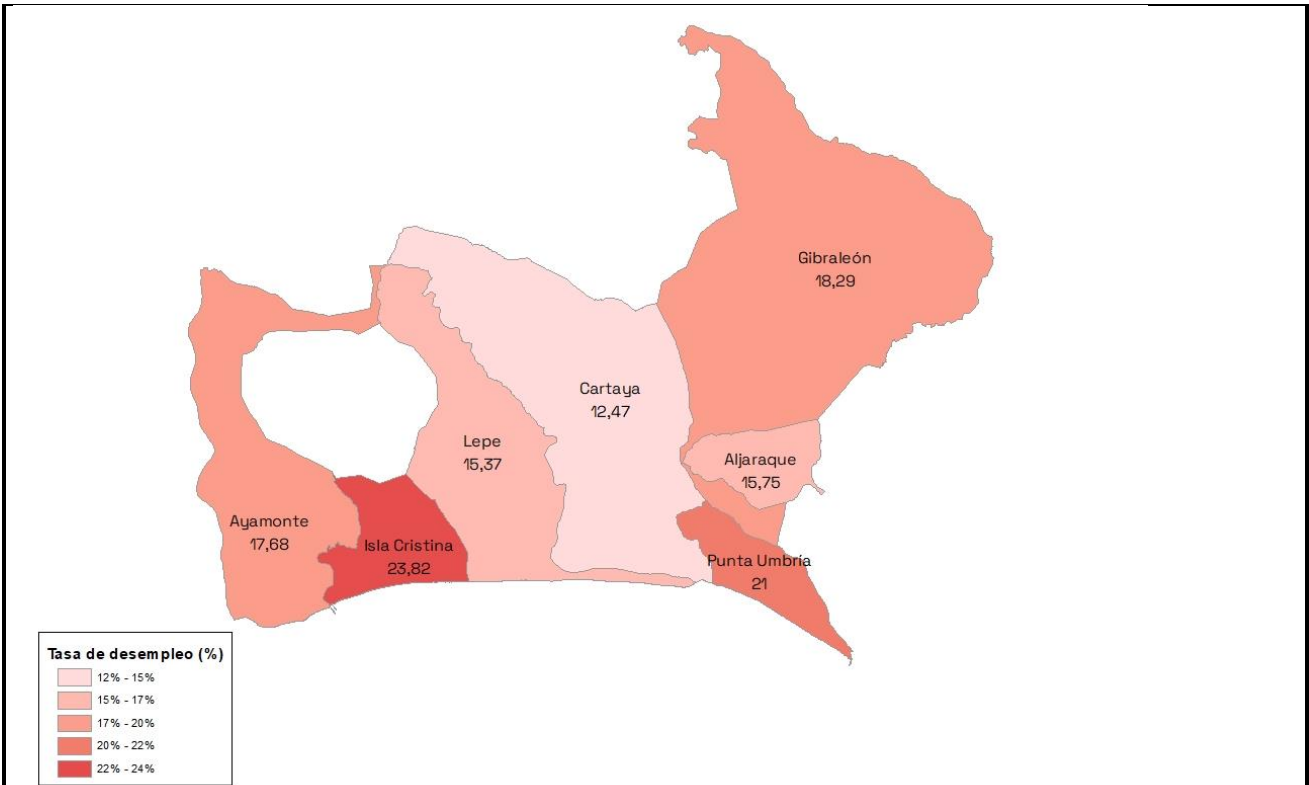 Gibraleón
18,29
Cartaya
12,47
Lepe
15,37
Aljaraque
15,75
Ayamonte
17,68
Isla Cristina
23,82
Punta Umbría
21
Tasa de desempleo (%)
12% - 15%
15% - 17%
17% - 20%
20% - 22%
22% - 24%